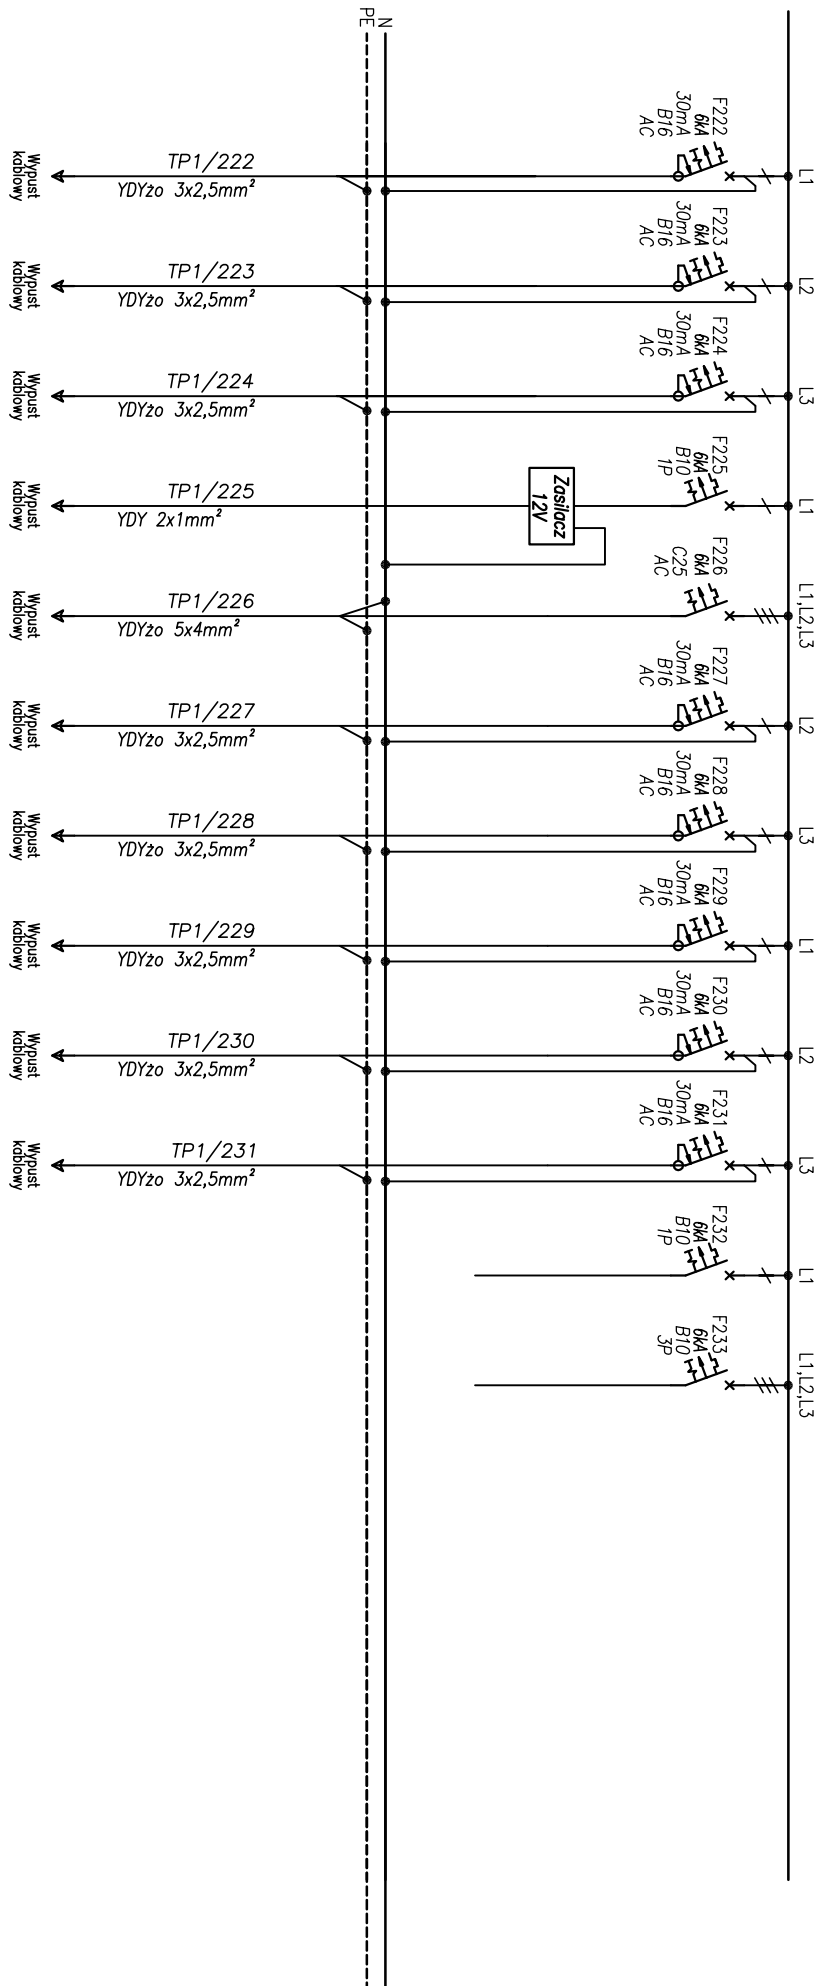 N
PE
L1
F222
6kA
30mA
B16
AC
TP1/222
YDYżo 3x2,5mm²
Wypust
kablowy
L2
F223
6kA
30mA
B16
AC
TP1/223
YDYżo 3x2,5mm²
Wypust
kablowy
L3
F224
6kA
30mA
B16
AC
TP1/224
YDYżo 3x2,5mm²
Wypust
kablowy
L1
F225
6kA
B10
1P
Zasilacz
12V
TP1/225
YDY 2x1mm²
Wypust
kablowy
L1,L2,L3
F226
6kA
C25
AC
TP1/226
YDYżo 5x4mm²
Wypust
kablowy
L2
F227
6kA
30mA
B16
AC
TP1/227
YDYżo 3x2,5mm²
Wypust
kablowy
L3
F228
6kA
30mA
B16
AC
TP1/228
YDYżo 3x2,5mm²
Wypust
kablowy
L1
F229
6kA
30mA
B16
AC
TP1/229
YDYżo 3x2,5mm²
Wypust
kablowy
L2
F230
6kA
30mA
B16
AC
TP1/230
YDYżo 3x2,5mm²
Wypust
kablowy
L3
F231
6kA
30mA
B16
AC
TP1/231
YDYżo 3x2,5mm²
Wypust
kablowy
L1
F232
6kA
B10
1P
L1,L2,L3
F233
6kA
B10
3P